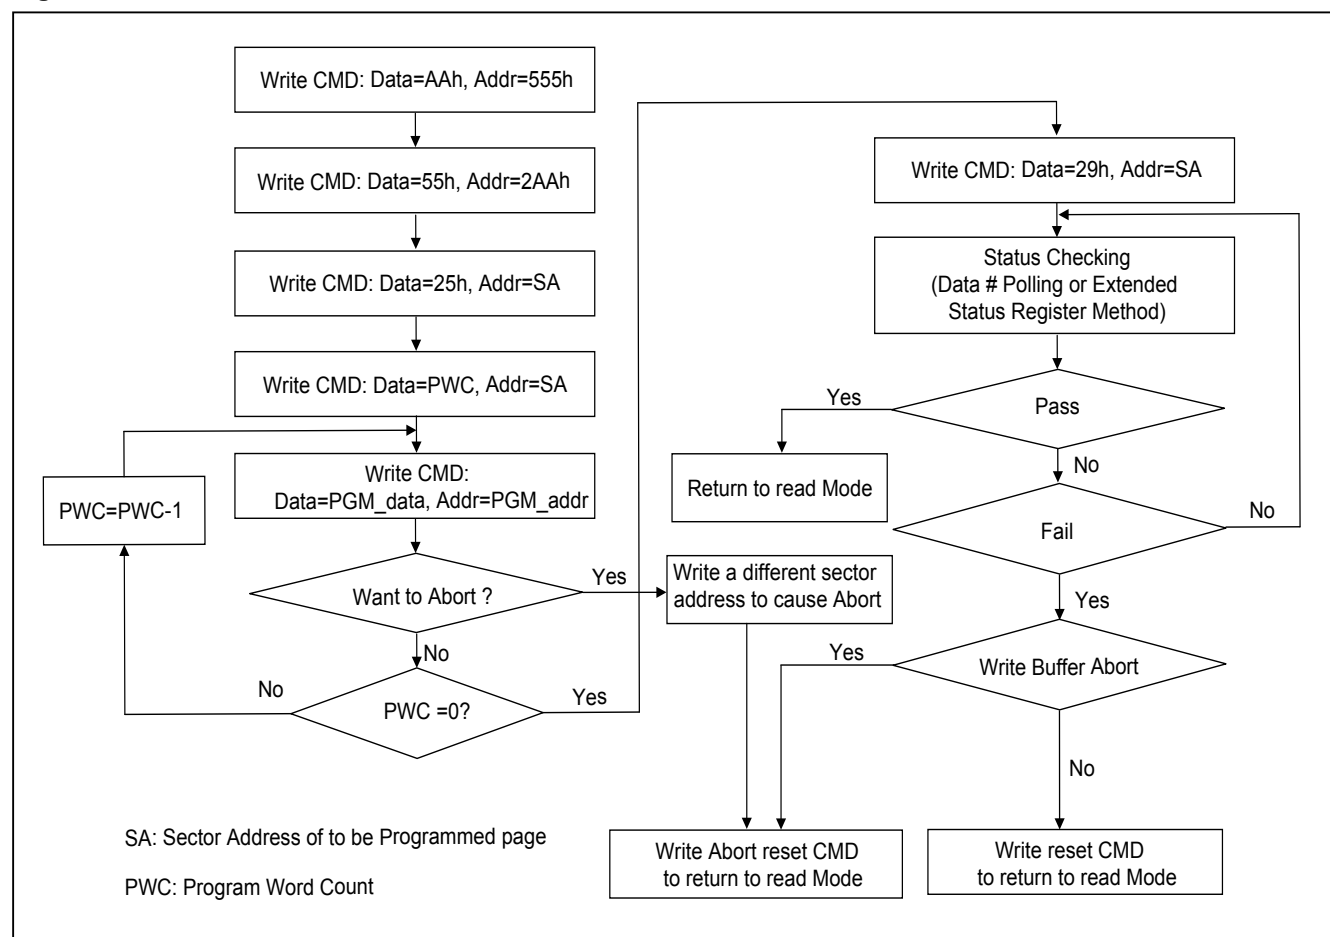 Write CMD: Data=AAh, Addr=555h
Write CMD: Data=55h, Addr=2AAh
Write CMD: Data=25h, Addr=SA
Write CMD: Data=PWC, Addr=SA
Write CMD:
Data=PGM_data, Addr=PGM_addr
PWC=PWC-1
Want to Abort ?
Yes
No
PWC =0?
No
Yes
Write a different sector
address to cause Abort
Write CMD: Data=29h, Addr=SA
Status Checking
(Data # Polling or Extended
Status Register Method)
Pass
Yes
No
Return to read Mode
Fail
No
Yes
Write Buffer Abort
Yes
No
Write Abort reset CMD
to return to read Mode
Write reset CMD
to return to read Mode
SA: Sector Address of to be Programmed page
PWC: Program Word Count